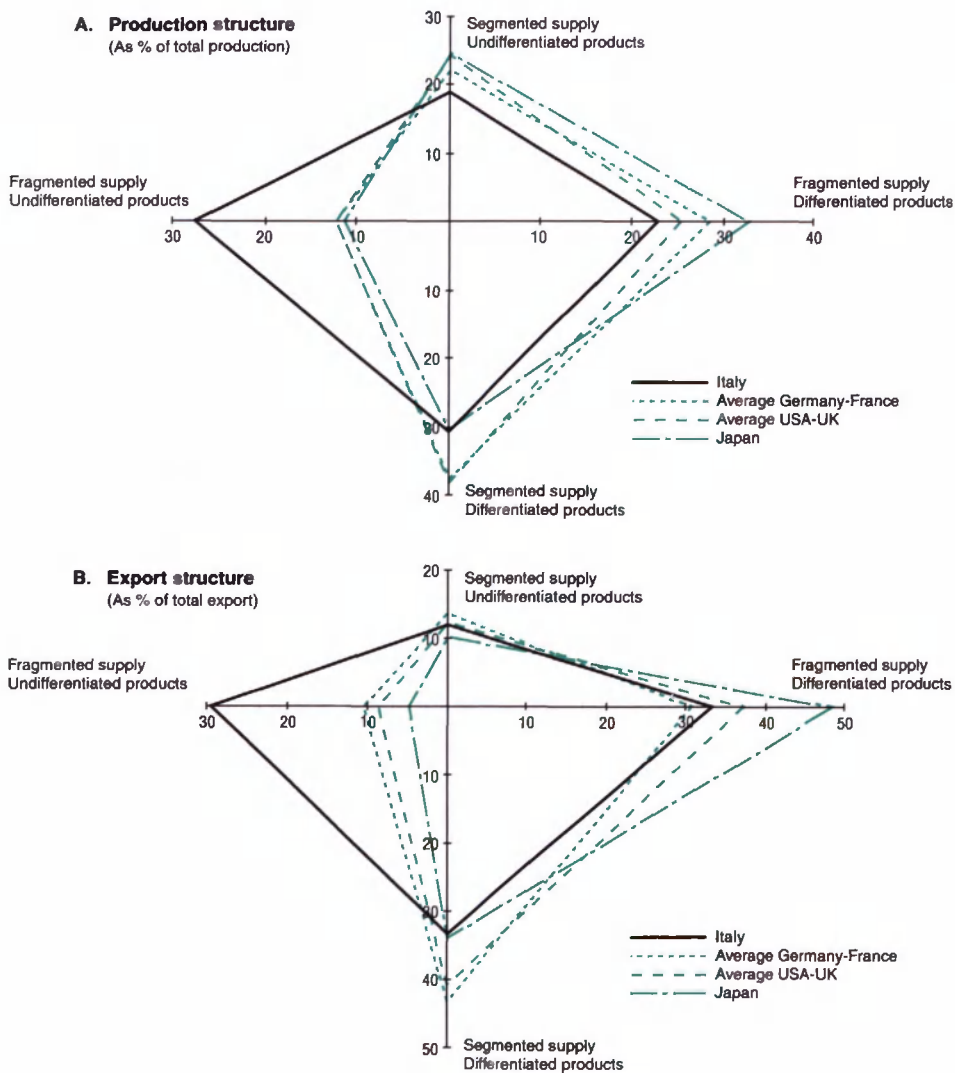 A. Production structure
(As % of total production)
30
Segmented supply
Undifferentiated products
20
10
Fragmented supply
Undifferentiated products
Fragmented supply
Differentiated products
30 20 10 10 20 30 40
10
20
30
40
Segmented supply
Differentiated products
Italy
Average Germany-France
Average USA-UK
Japan
B. Export structure
(As % of total export)
20
Segmented supply
Undifferentiated products
10
Fragmented supply
Undifferentiated products
Fragmented supply
Differentiated products
30 20 10 10 20 30 40 50
10
20
30
40
50
Segmented supply
Differentiated products
Italy
Average Germany-France
Average USA-UK
Japan